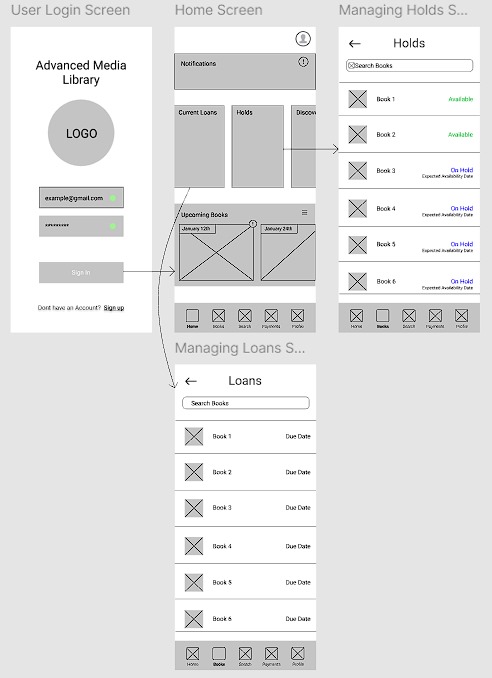 User Login Screen
Advanced Media
Library
LOGO
example@gmail.com
*********
Sign In
Dont have an Account? Sign up
Home Screen
Notifications
!
Current Loans
Holds
Discove
Upcoming Books
January 12th
January 24th
Home Books Search Payments Profile
Managing Holds S...
Holds
Search Books
Book 1 Available
Book 2 Available
Book 3 On Hold
Expected Availability Date
Book 4 On Hold
Expected Availability Date
Book 5 On Hold
Expected Availability Date
Book 6 On Hold
Expected Availability Date
Home Books Search Payments Profile
Managing Loans S...
Loans
Search Books
Book 1 Due Date
Book 2 Due Date
Book 3 Due Date
Book 4 Due Date
Book 5 Due Date
Book 6 Due Date
Home Books Search Payments Profile